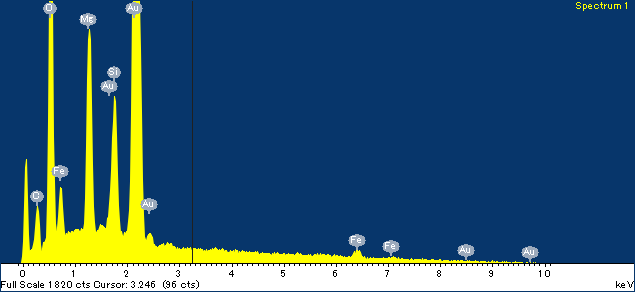 Spectrum 1
O
Au
Mg
Si
Au
Fe
C
Au
Fe
Fe
Au
Au
0 1 2 3 4 5 6 7 8 9 10
Full Scale 1820 cts Cursor: 3.246 (96 cts) keV